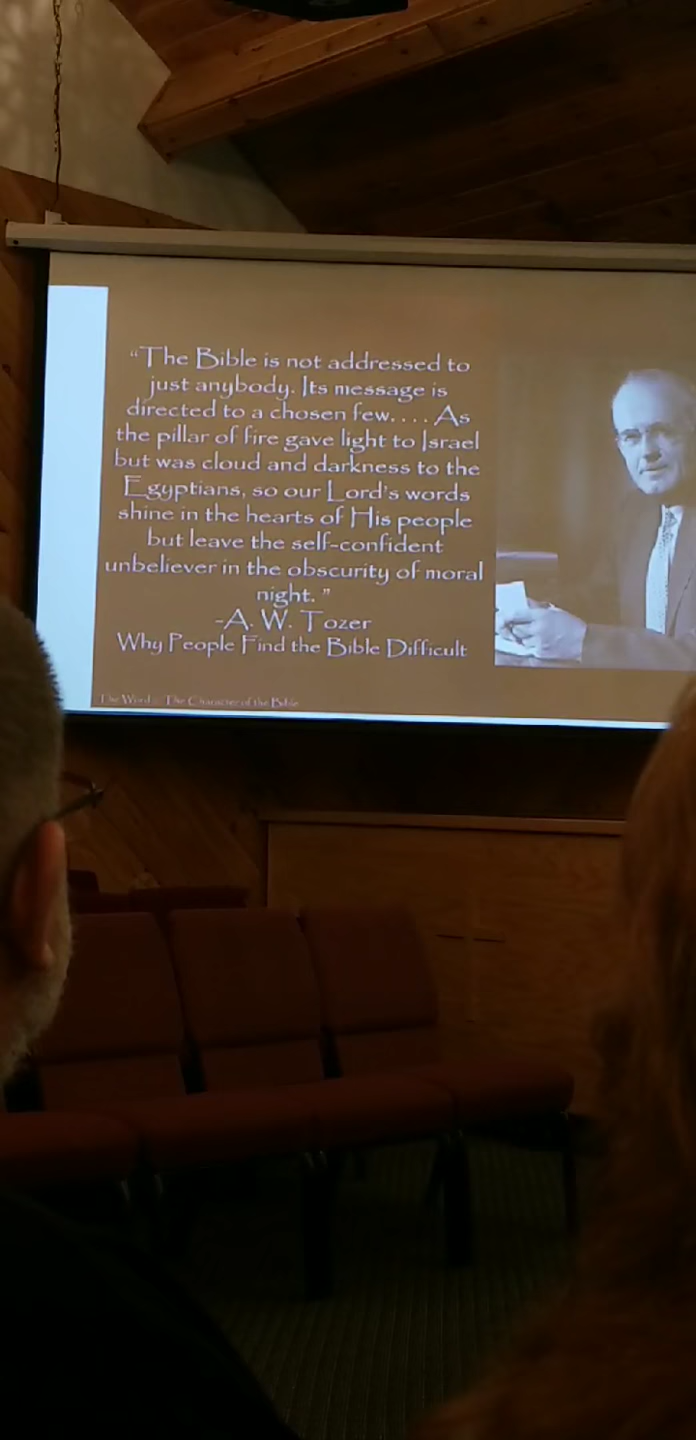 “The Bible is not addressed to
just anybody. Its message is
directed to a chosen few. . . . As
the pillar of fire gave light to Israel
but was cloud and darkness to the
Egyptians, so our Lord's words
shine in the hearts of His people
but leave the self-confident
unbeliever in the obscurity of moral
night. ”
-A. W. Tozer
Why People Find the Bible Difficult
The Word : The Character of the Bible